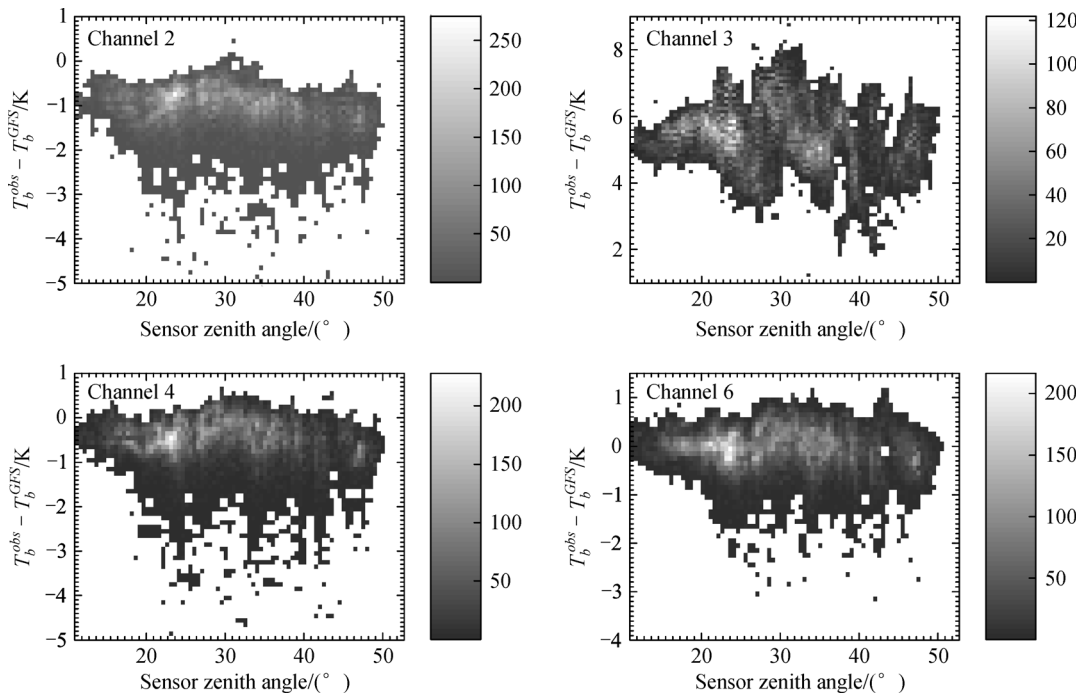 Channel 2
1
0
−1
−2
−3
−4
−5
T_b^{obs} − T_b^{GFS}/K
20 30 40 50
Sensor zenith angle/(° )
250
200
150
100
50
Channel 3
8
6
4
2
T_b^{obs} − T_b^{GFS}/K
20 30 40 50
Sensor zenith angle/(° )
120
100
80
60
40
20
Channel 4
1
0
−1
−2
−3
−4
−5
T_b^{obs} − T_b^{GFS}/K
20 30 40 50
Sensor zenith angle/(° )
200
150
100
50
Channel 6
1
0
−1
−2
−3
−4
T_b^{obs} − T_b^{GFS}/K
20 30 40 50
Sensor zenith angle/(° )
200
150
100
50